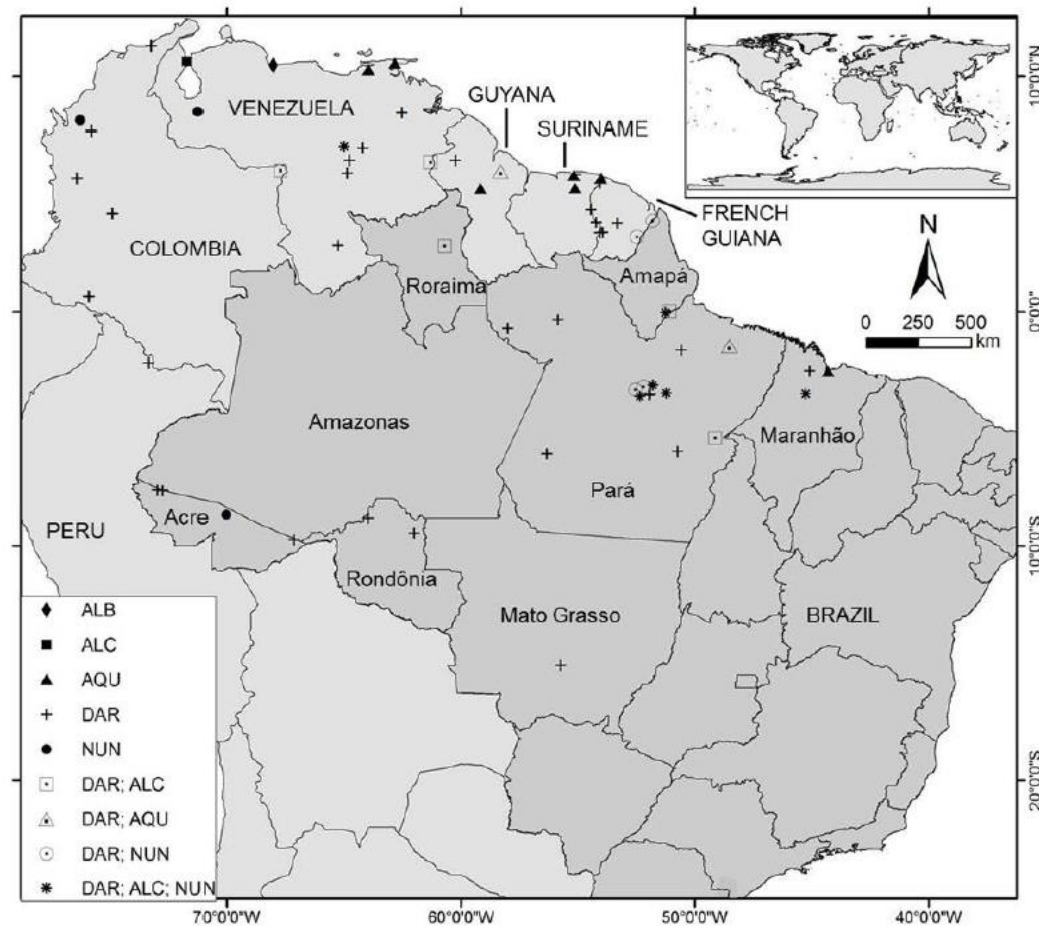 VENEZUELA
GUYANA
SURINAME
FRENCH
GUIANA
COLOMBIA
Roraima
Amapá
N
0 250 500
km
Amazonas
Maranhão
Pará
PERU
Acre
Rondônia
Mato Grosso
BRAZIL
ALB
ALC
AQU
DAR
NUN
DAR; ALC
DAR; AQU
DAR; NUN
DAR; ALC; NUN
10°0'0"N
0°0'0"
10°0'0"S
20°0'0"S
70°0'0"W 60°0'0"W 50°0'0"W 40°0'0"W